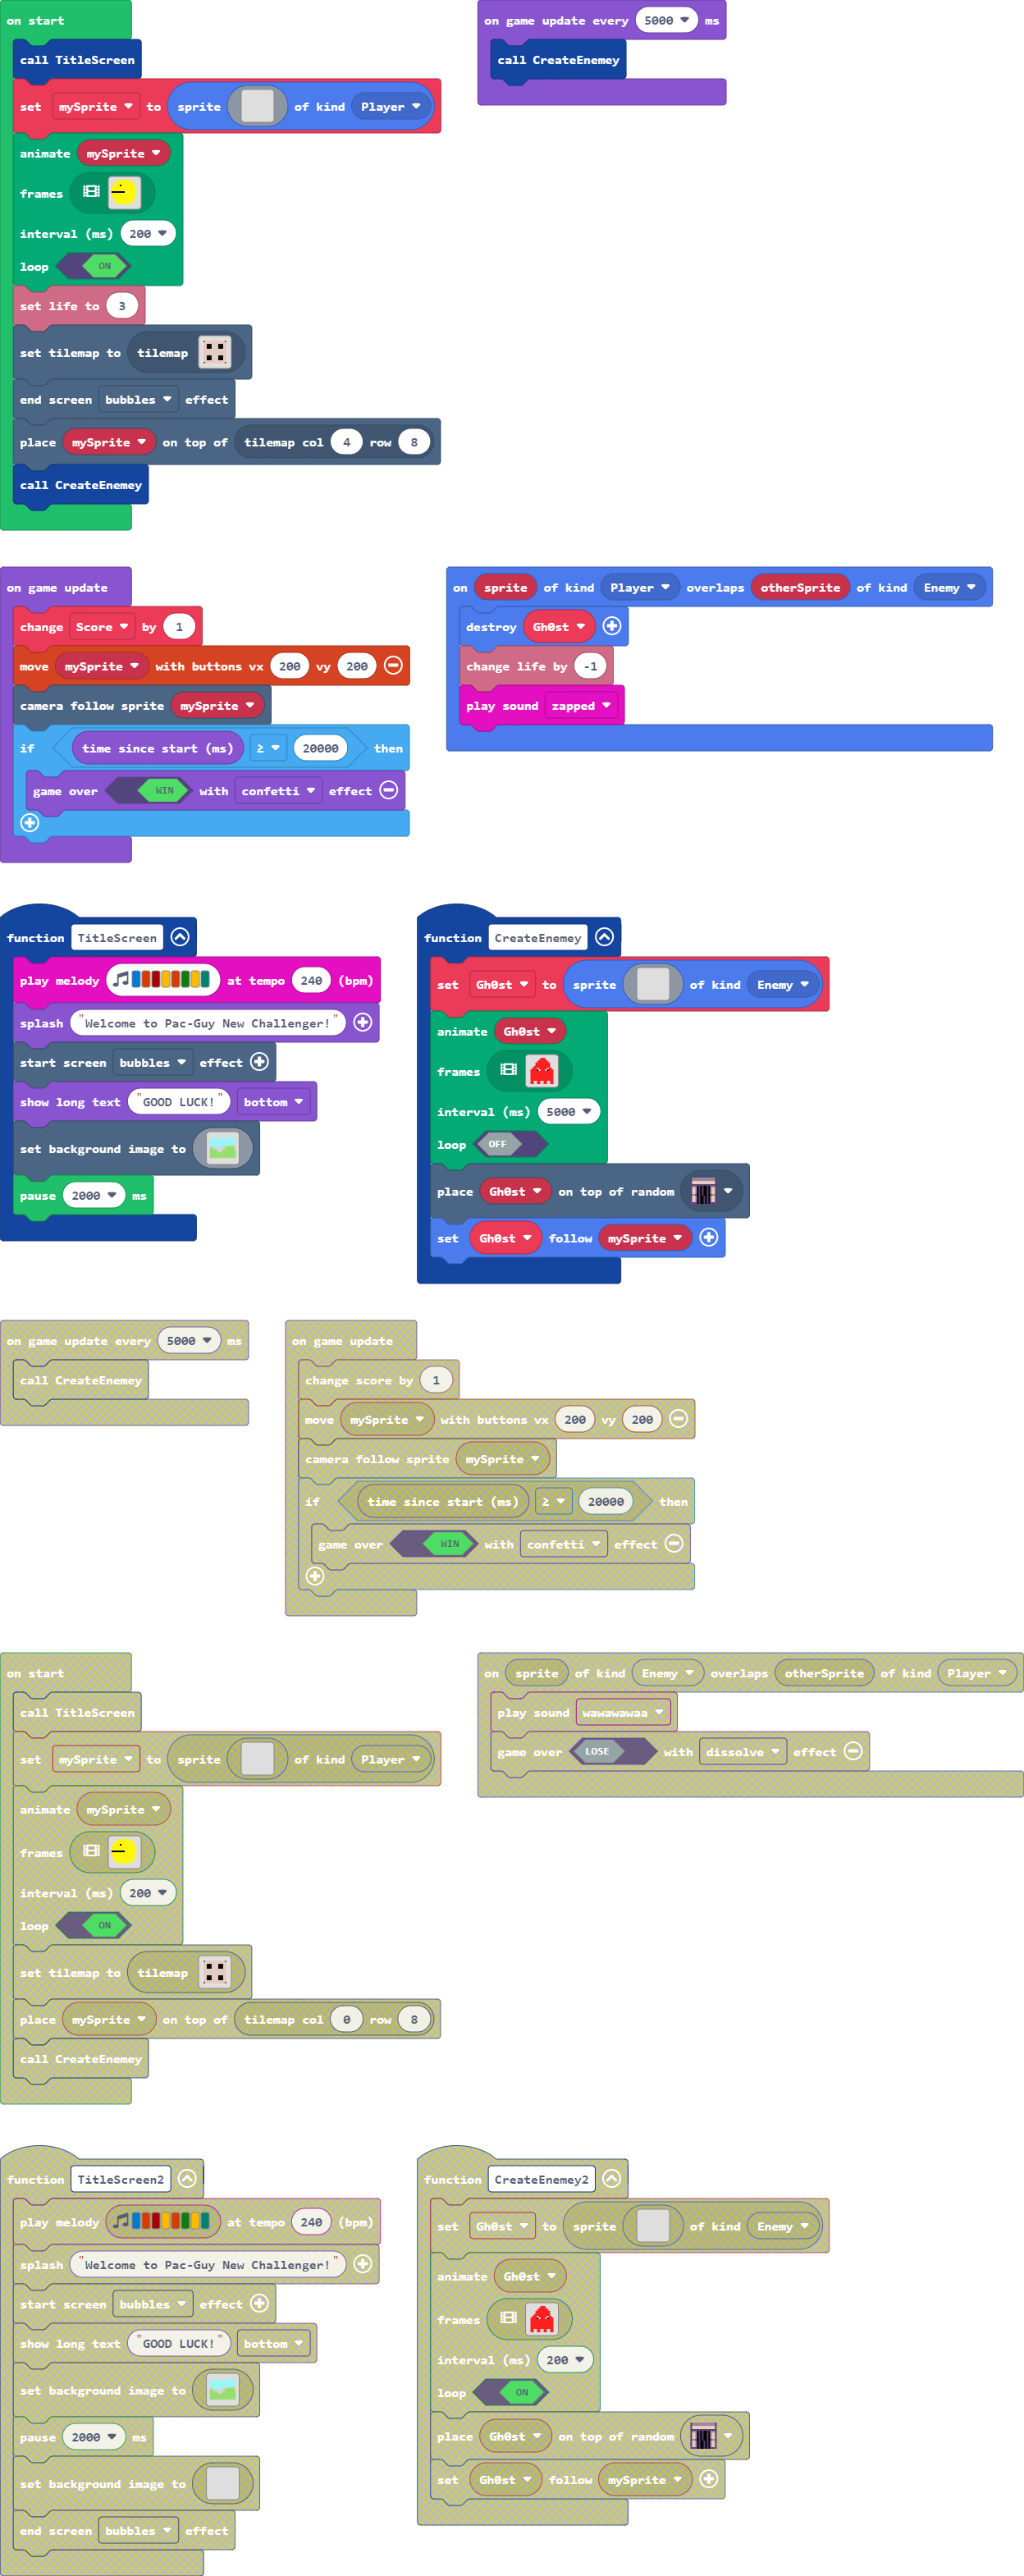 on start
call TitleScreen
set mySprite to sprite of kind Player
animate mySprite
frames
interval (ms) 200
loop ON
set life to 3
set tilemap to tilemap
end screen bubbles effect
place mySprite on top of tilemap col 4 row 8
call CreateEnemey
on game update every 5000 ms
call CreateEnemey
on game update
change Score by 1
move mySprite with buttons vx 200 vy 200
camera follow sprite mySprite
if time since start (ms) ≥ 20000 then
game over WIN with confetti effect
on sprite of kind Player overlaps otherSprite of kind Enemy
destroy Gh0st
change life by -1
play sound zapped
function TitleScreen
play melody at tempo 240 (bpm)
splash "Welcome to Pac-Guy New Challenger!"
start screen bubbles effect
show long text "GOOD LUCK!" bottom
set background image to
pause 2000 ms
function CreateEnemey
set Gh0st to sprite of kind Enemy
animate Gh0st
frames
interval (ms) 5000
loop OFF
place Gh0st on top of random
set Gh0st follow mySprite
on game update every 5000 ms
call CreateEnemey
on game update
change score by 1
move mySprite with buttons vx 200 vy 200
camera follow sprite mySprite
if time since start (ms) ≥ 20000 then
game over WIN with confetti effect
on start
call TitleScreen
set mySprite to sprite of kind Player
animate mySprite
frames
interval (ms) 200
loop ON
set tilemap to tilemap
place mySprite on top of tilemap col 0 row 8
call CreateEnemey
on sprite of kind Enemy overlaps otherSprite of kind Player
play sound wawawawaa
game over LOSE with dissolve effect
function TitleScreen2
play melody at tempo 240 (bpm)
splash "Welcome to Pac-Guy New Challenger!"
start screen bubbles effect
show long text "GOOD LUCK!" bottom
set background image to
pause 2000 ms
set background image to
end screen bubbles effect
function CreateEnemey2
set Gh0st to sprite of kind Enemy
animate Gh0st
frames
interval (ms) 200
loop ON
place Gh0st on top of random
set Gh0st follow mySprite